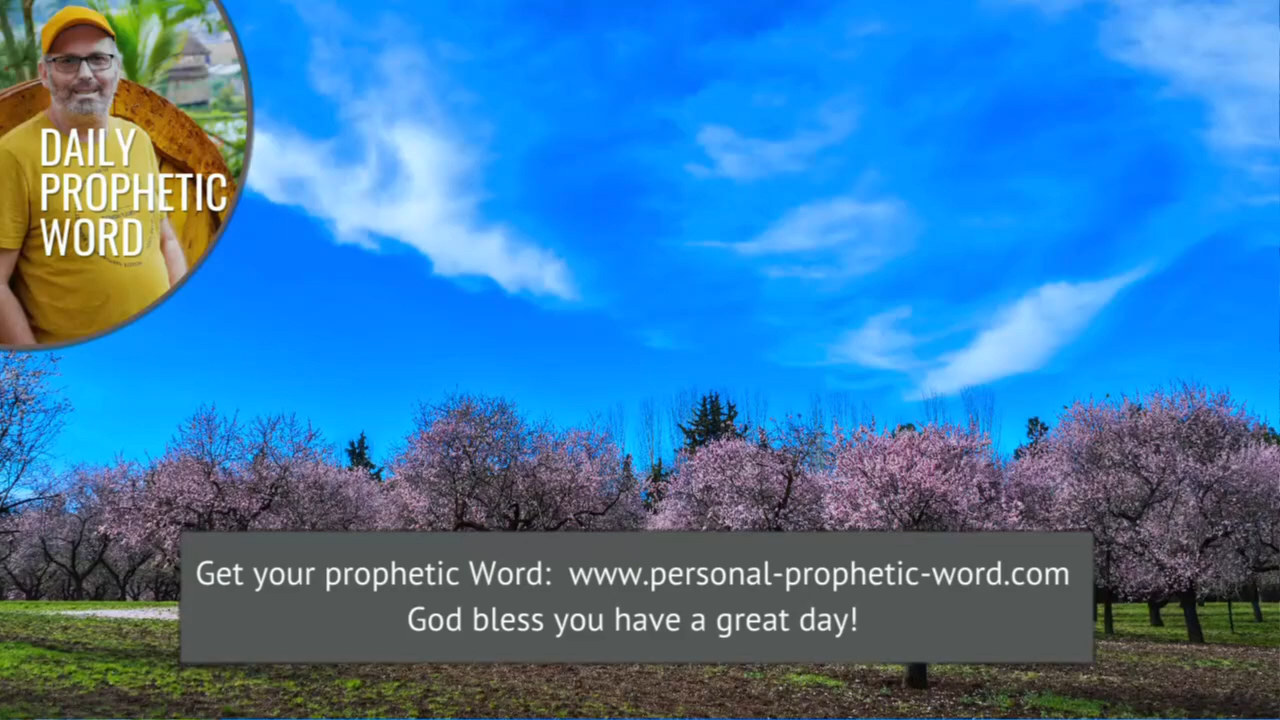 DAILY
PROPHETIC
WORD
Get your prophetic Word: www.personal-prophetic-word.com
God bless you have a great day!